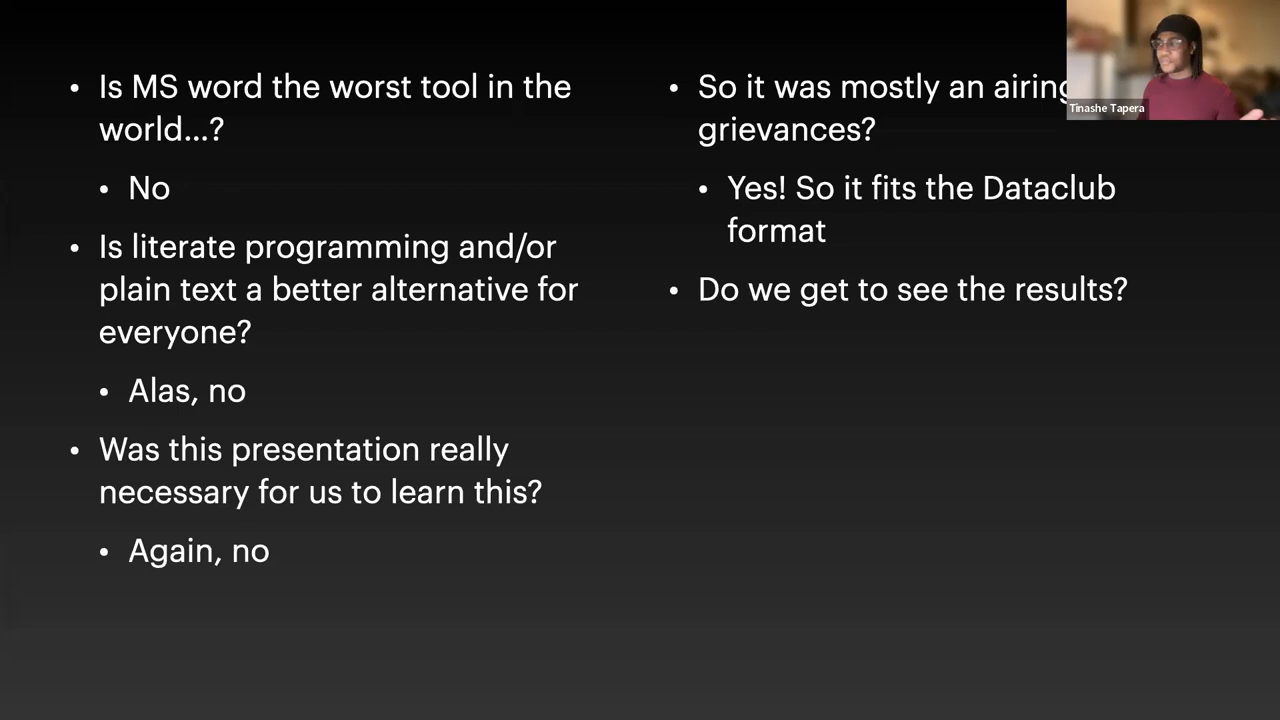 Is MS word the worst tool in the
world...?
No
Is literate programming and/or
plain text a better alternative for
everyone?
Alas, no
Was this presentation really
necessary for us to learn this?
Again, no
So it was mostly an airing
grievances?
Yes! So it fits the Dataclub
format
Do we get to see the results?
Tinashe Tapera